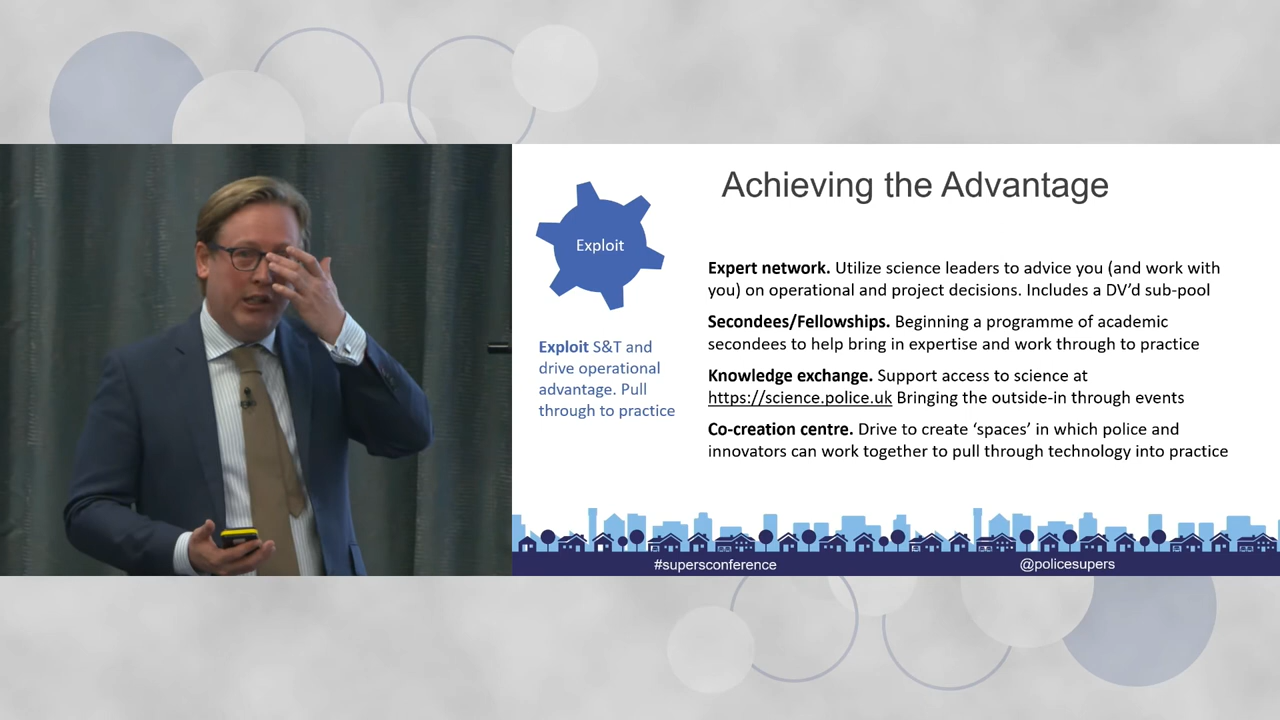 Achieving the Advantage
Exploit
Exploit S&T and
drive operational
advantage. Pull
through to practice
Expert network. Utilize science leaders to advice you (and work with
you) on operational and project decisions. Includes a DV’d sub-pool
Secondees/Fellowships. Beginning a programme of academic
secondees to help bring in expertise and work through to practice
Knowledge exchange. Support access to science at
https://science.police.uk Bringing the outside-in through events
Co-creation centre. Drive to create ‘spaces’ in which police and
innovators can work together to pull through technology into practice
#supersconference
@policesupers